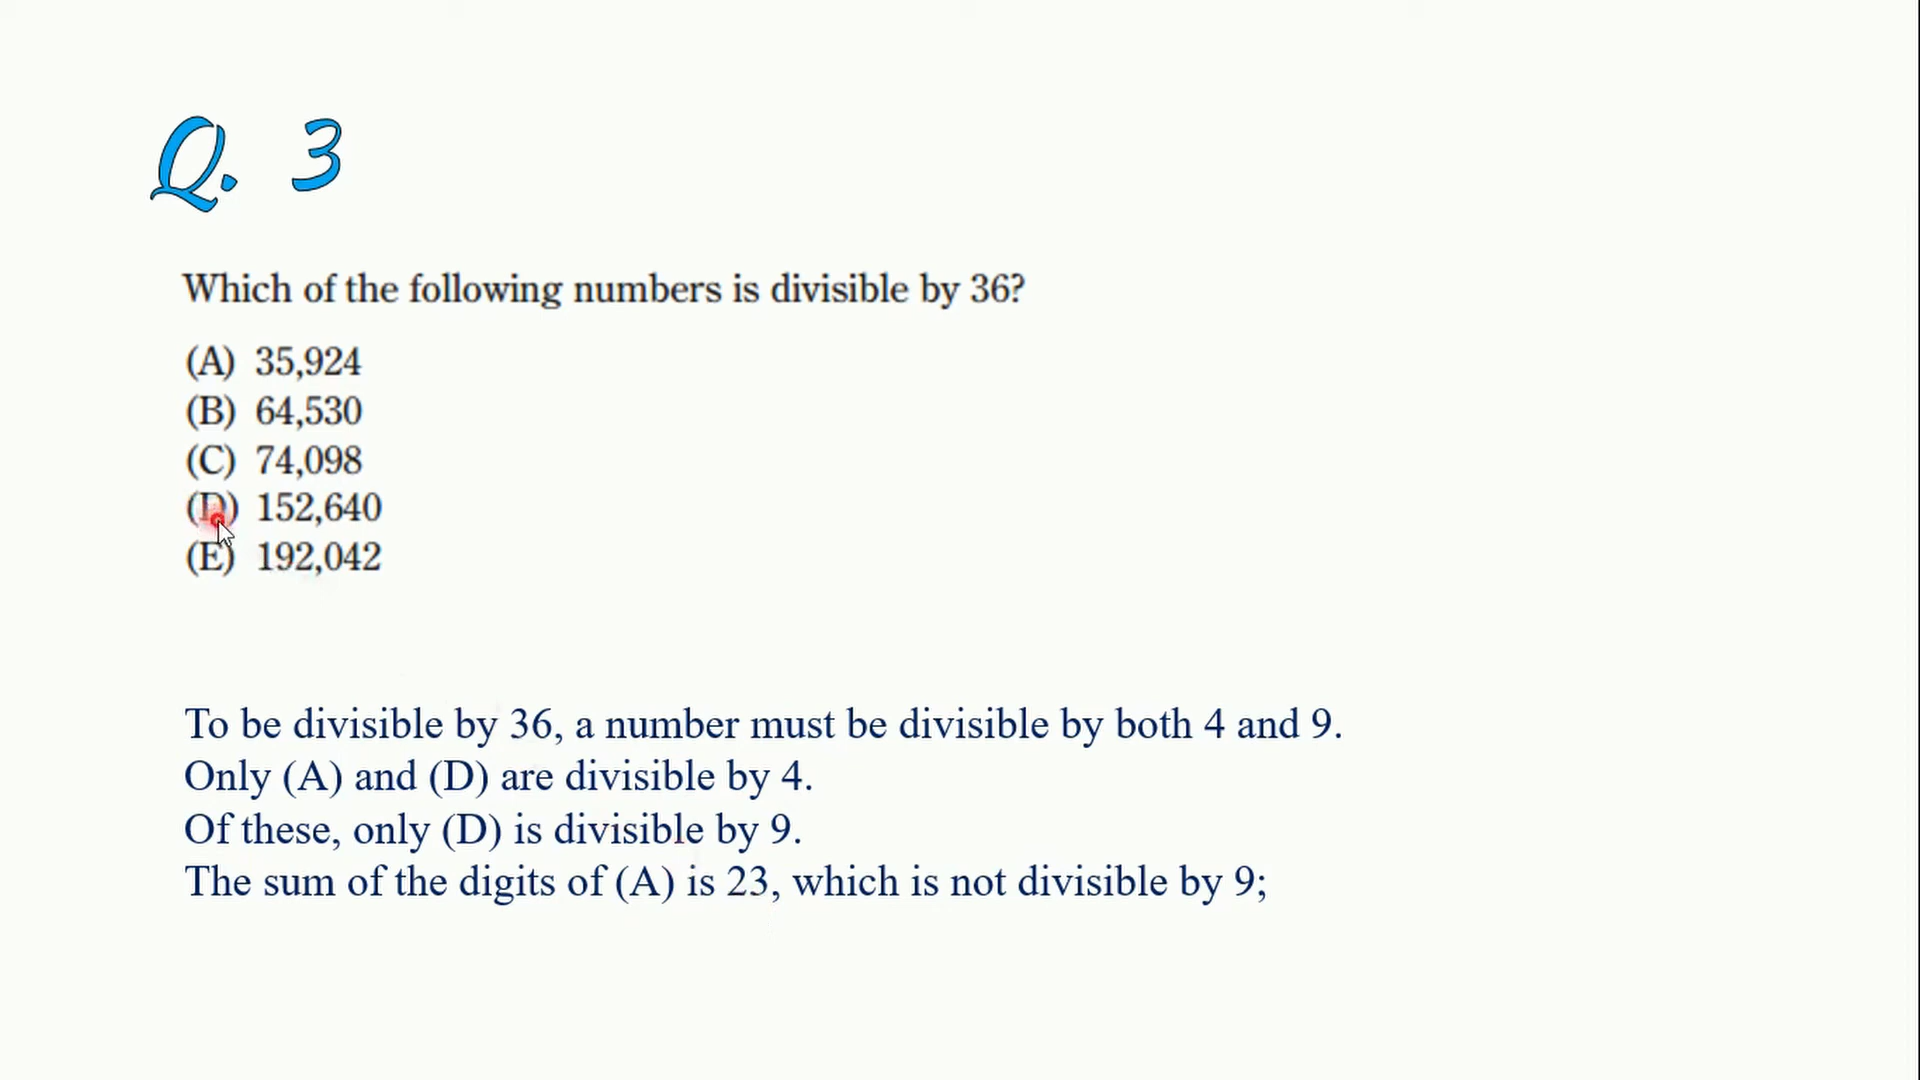 Q. 3
Which of the following numbers is divisible by 36?
(A) 35,924
(B) 64,530
(C) 74,098
(D) 152,640
(E) 192,042
To be divisible by 36, a number must be divisible by both 4 and 9.
Only (A) and (D) are divisible by 4.
Of these, only (D) is divisible by 9.
The sum of the digits of (A) is 23, which is not divisible by 9;